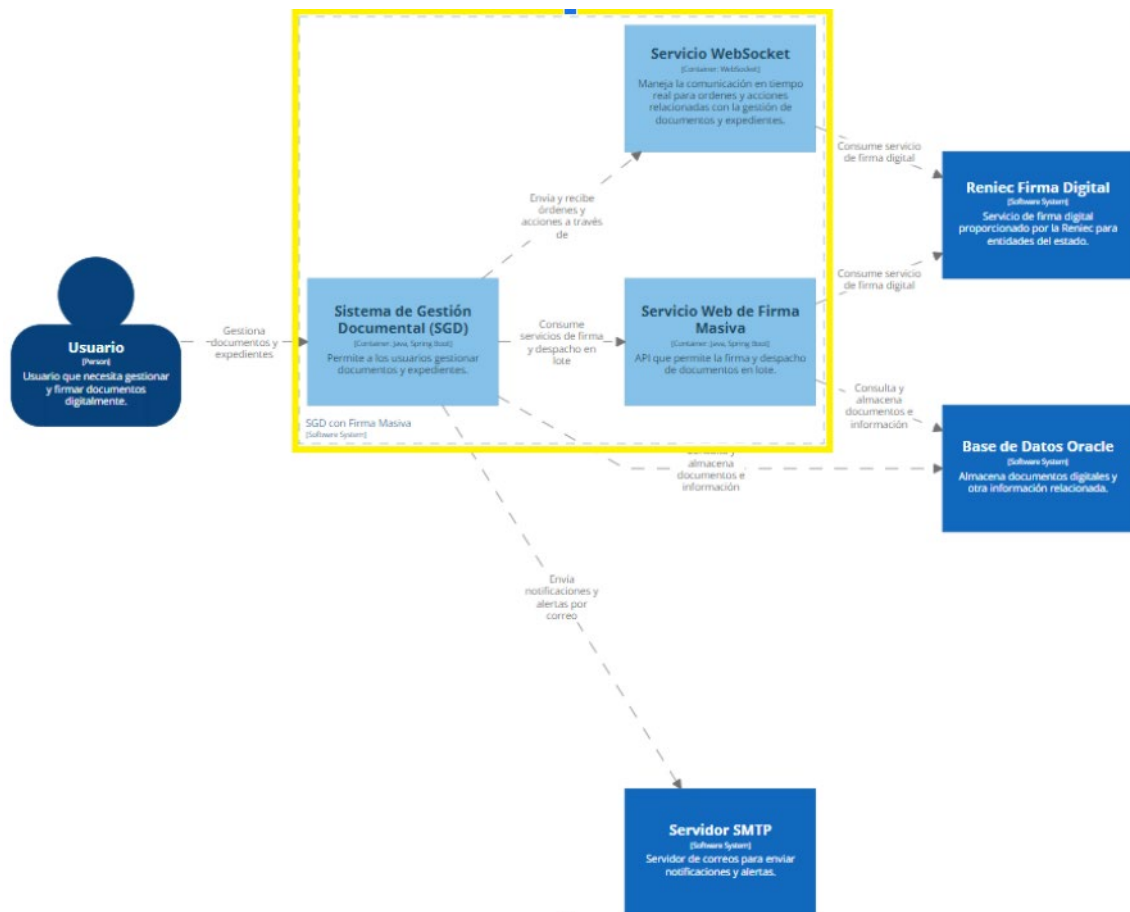 Servicio WebSocket
[Container: WebSocket]
Maneja la comunicación en tiempo
real para ordenes y acciones
relacionadas con la gestión de
documentos y expedientes.
Consume servicio
de firma digital
Reniec Firma Digital
[Software System]
Servicio de firma digital
proporcionado por la Reniec para
entidades del estado.
Envía y recibe
órdenes y
acciones a través
de
Consume servicio
de firma digital
Usuario
[Person]
Usuario que necesita gestionar
y firmar documentos
digitalmente.
Gestiona
documentos y
expedientes
Sistema de Gestión
Documental (SGD)
[Container: Java, Spring Boot]
Permite a los usuarios gestionar
documentos y expedientes.
Consume
servicios de firma
y despacho en
lote
Servicio Web de Firma
Masiva
[Container: Java, Spring Boot]
API que permite la firma y despacho
de documentos en lote.
Consulta y
almacena
documentos e
información
SGD con Firma Masiva
[Software System]
Consulta y
almacena
documentos e
información
Base de Datos Oracle
[Software System]
Almacena documentos digitales y
otra información relacionada.
Envía
notificaciones y
alertas por
correo
Servidor SMTP
[Software System]
Servidor de correos para enviar
notificaciones y alertas.